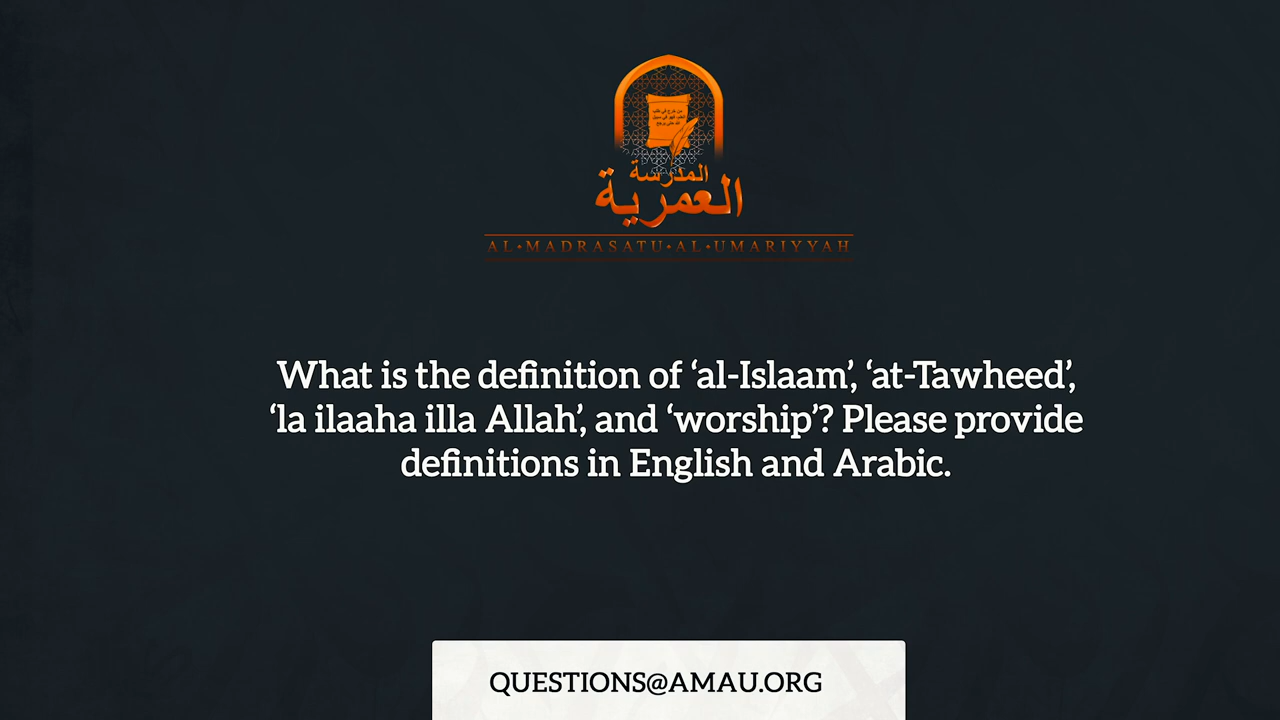 المدرسة
العمرية
AL•MADRASATU•AL•UMARIYYAH
What is the definition of ‘al-Islaam’, ‘at-Tawheed’,
‘la ilaaha illa Allah’, and ‘worship’? Please provide
definitions in English and Arabic.
QUESTIONS@AMAU.ORG